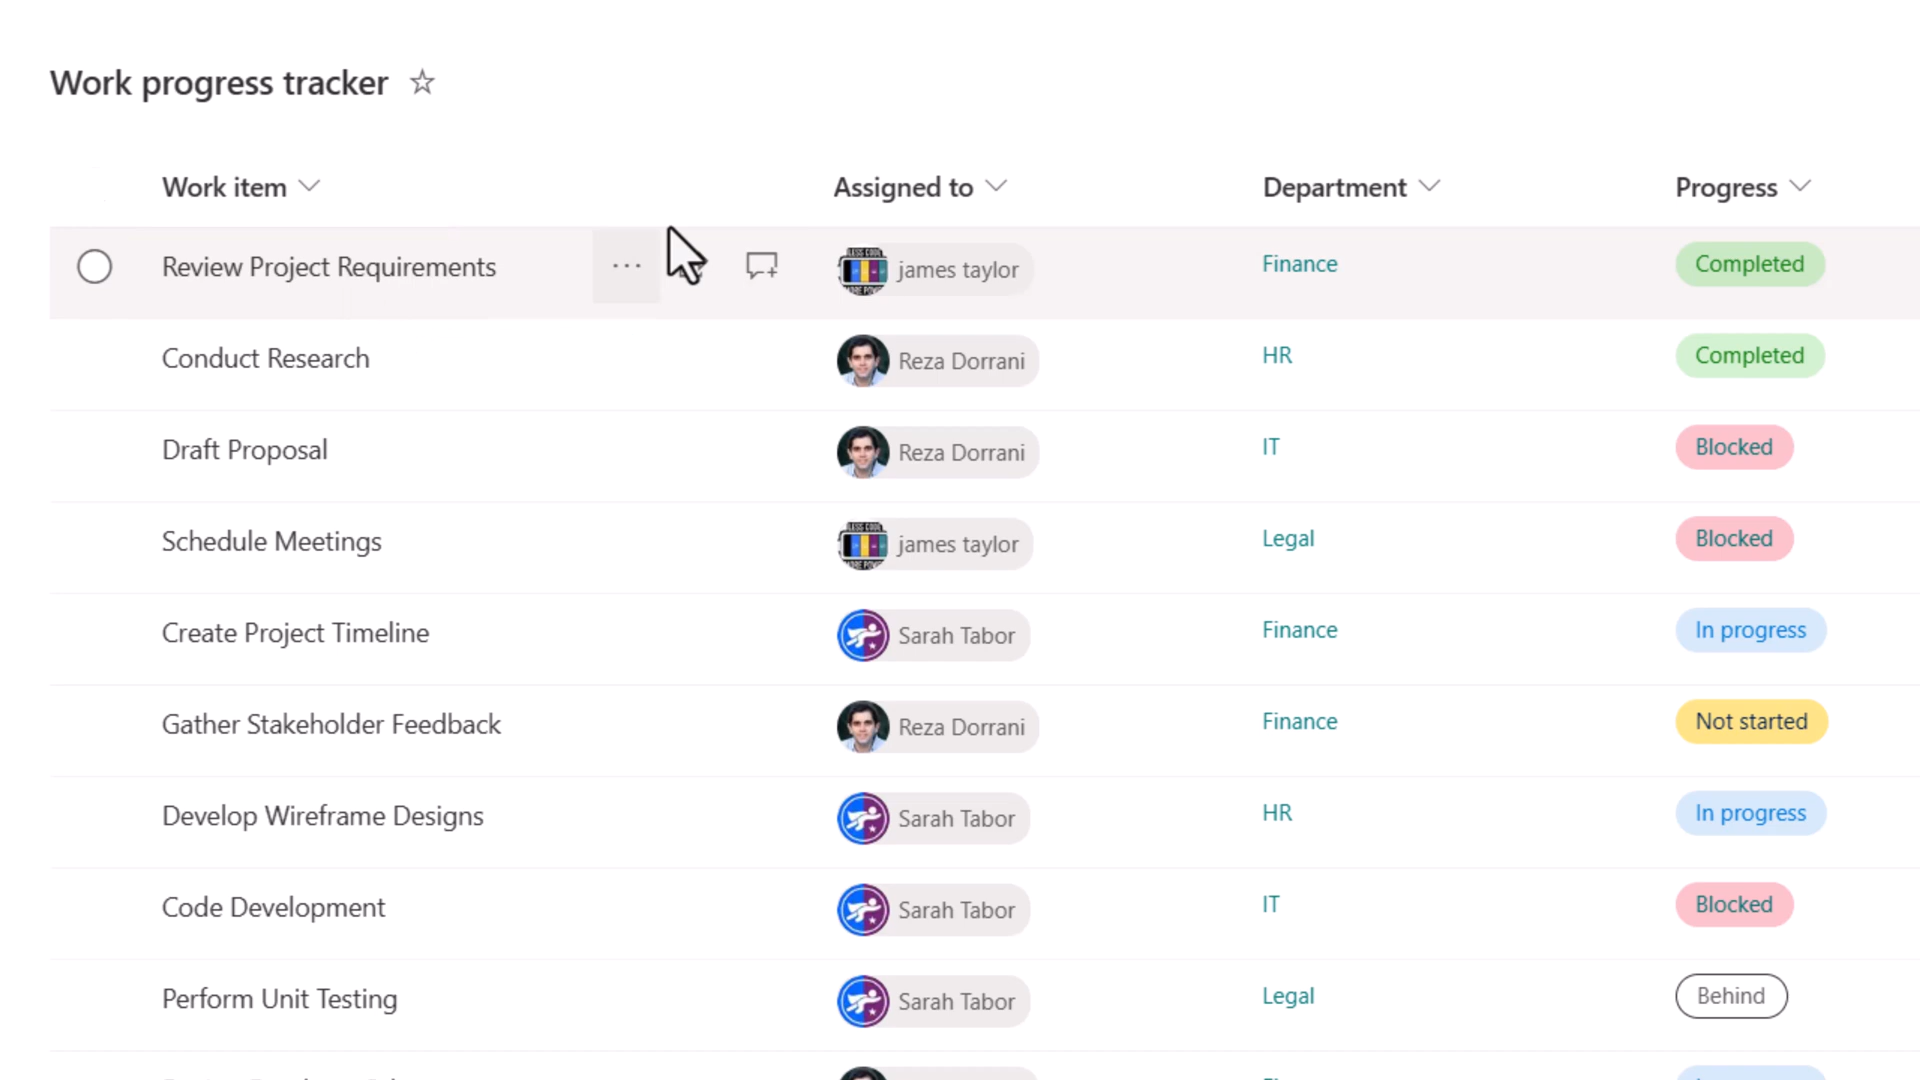 Work progress tracker
Work item Assigned to Department Progress
Review Project Requirements ... james taylor Finance Completed
Conduct Research Reza Dorrani HR Completed
Draft Proposal Reza Dorrani IT Blocked
Schedule Meetings james taylor Legal Blocked
Create Project Timeline Sarah Tabor Finance In progress
Gather Stakeholder Feedback Reza Dorrani Finance Not started
Develop Wireframe Designs Sarah Tabor HR In progress
Code Development Sarah Tabor IT Blocked
Perform Unit Testing Sarah Tabor Legal Behind